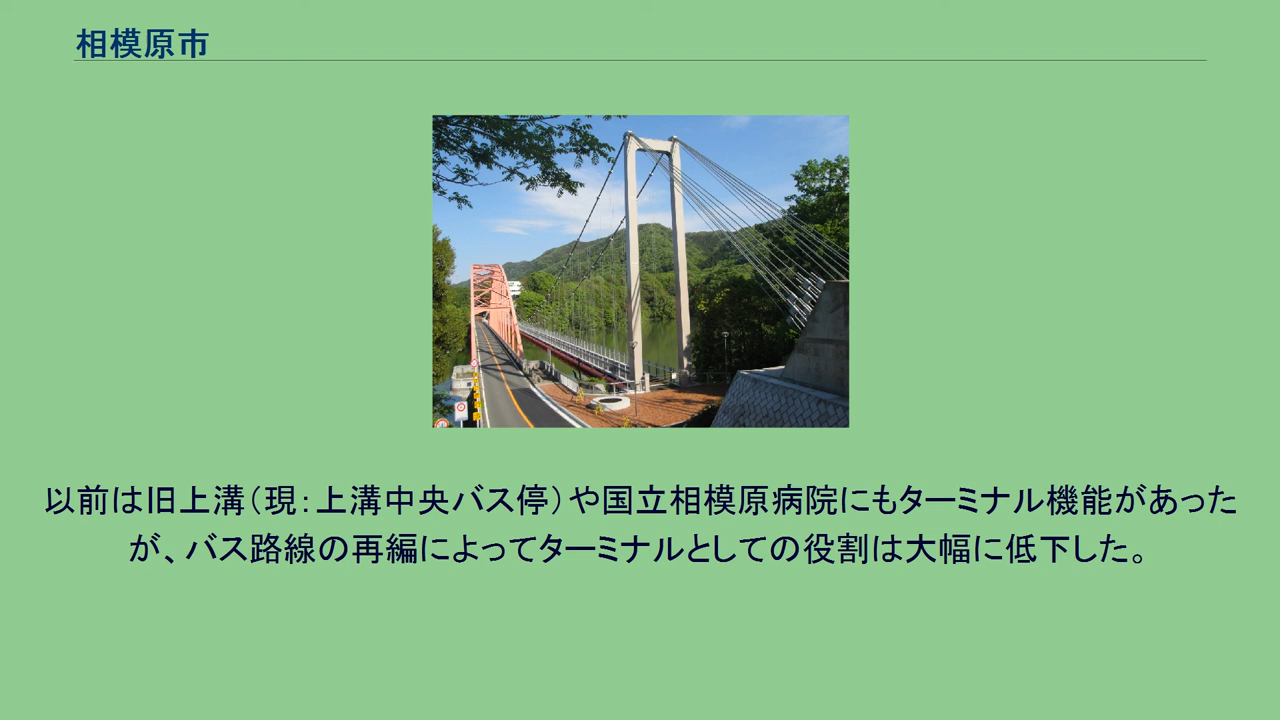 相模原市
以前は旧上溝(現:上溝中央バス停)や国立相模原病院にもターミナル機能があった
が、バス路線の再編によってターミナルとしての役割は大幅に低下した。